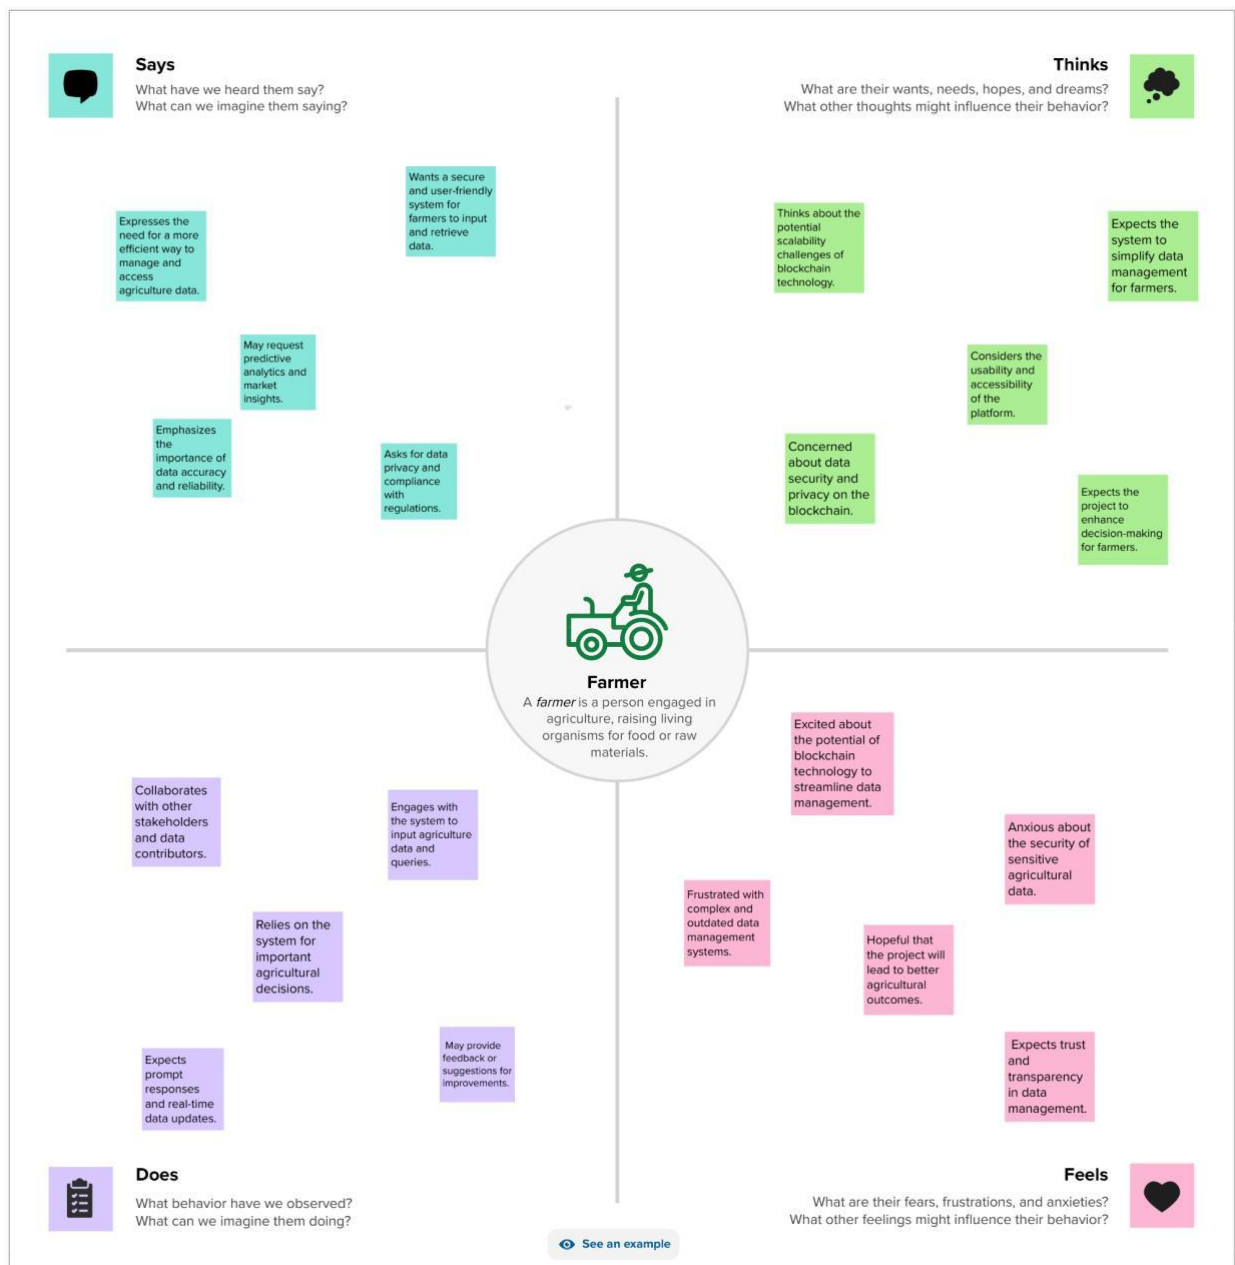 Says
What have we heard them say?
What can we imagine them saying?
Thinks
What are their wants, needs, hopes, and dreams?
What other thoughts might influence their behavior?
Expresses the
need for a more
efficient way to
manage and
access
agriculture data.
Wants a secure
and user-friendly
system for
farmers to input
and retrieve
data.
May request
predictive
analytics and
market
insights.
Emphasizes
the
importance of
data accuracy
and reliability.
Asks for data
privacy and
compliance
with
regulations.
Thinks about the
potential
scalability
challenges of
blockchain
technology.
Expects the
system to
simplify data
management
for farmers.
Considers the
usability and
accessibility
of the
platform.
Concerned
about data
security and
privacy on the
blockchain.
Expects the
project to
enhance
decision-making
for farmers.
Farmer
A farmer is a person engaged in
agriculture, raising living
organisms for food or raw
materials.
Collaborates
with other
stakeholders
and data
contributors.
Engages with
the system to
input agriculture
data and
queries.
Relies on the
system for
important
agricultural
decisions.
Expects
prompt
responses
and real-time
data updates.
May provide
feedback or
suggestions for
improvements.
Excited about
the potential of
blockchain
technology to
streamline data
management.
Anxious about
the security of
sensitive
agricultural
data.
Frustrated with
complex and
outdated data
management
systems.
Hopeful that
the project will
lead to better
agricultural
outcomes.
Expects trust
and
transparency
in data
management.
Does
What behavior have we observed?
What can we imagine them doing?
Feels
What are their fears, frustrations, and anxieties?
What other feelings might influence their behavior?
See an example